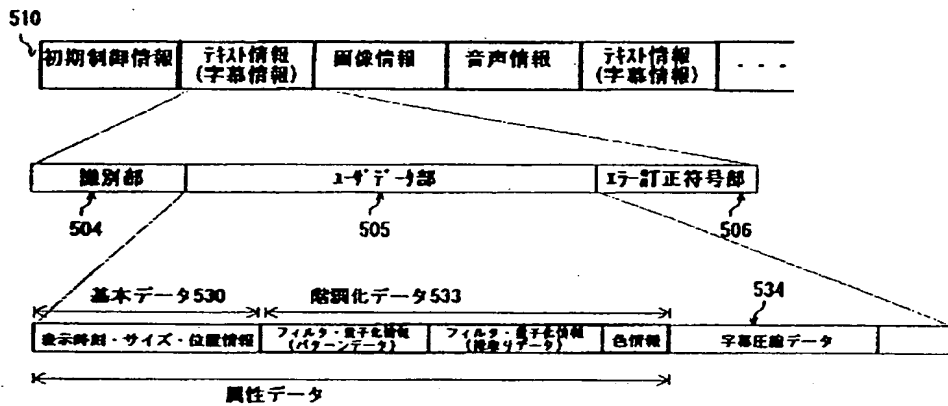 510
初期制御情報 テキスト情報 画像情報 音声情報 テキスト情報 ・・・
(字幕情報) (字幕情報)
識別部 ユーザデータ部 エラー訂正符号部
504 505 506
基本データ530 階調化データ533 534
表示時刻・サイズ・位置情報 フィルタ・量子化情報 フィルタ・量子化情報 色情報 字幕圧縮データ
(パターンデータ) (縁取りデータ)
属性データ